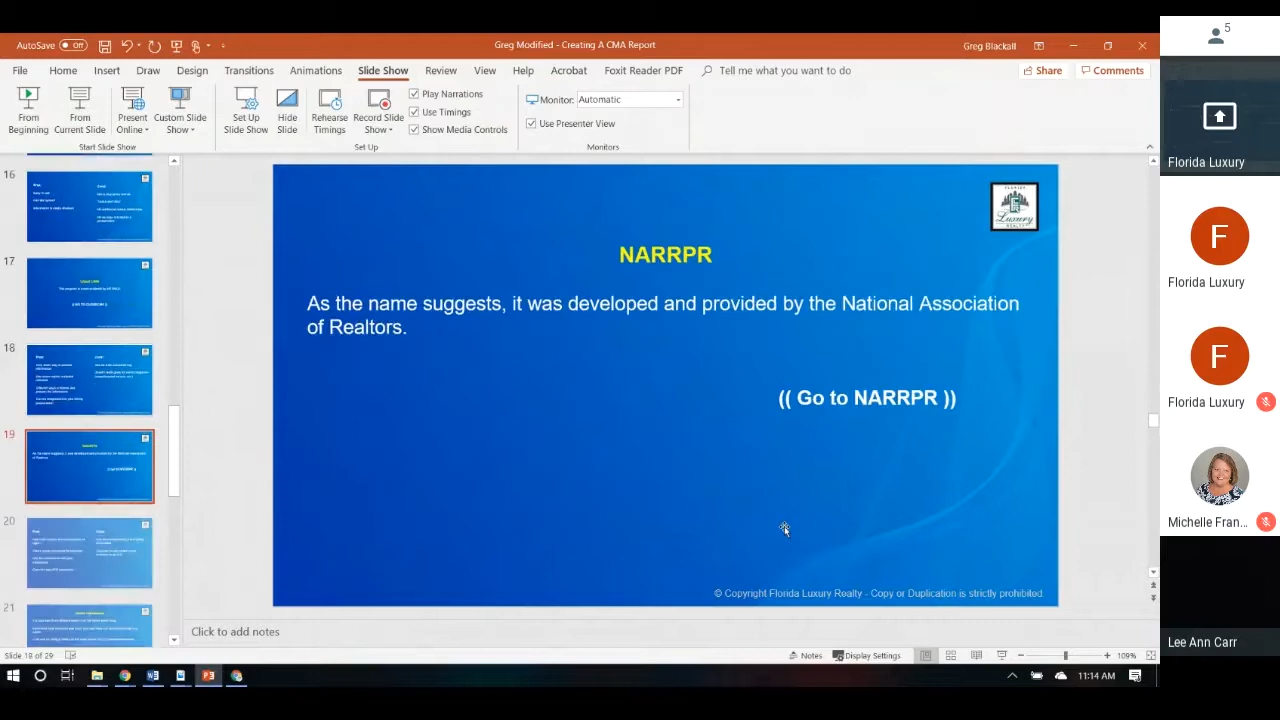 5
AutoSave Off
Greg Modified - Creating A CMA Report
Greg Blackall
File Home Insert Draw Design Transitions Animations Slide Show Review View Help Acrobat Foxit Reader PDF Tell me what you want to do
Share Comments
From Beginning
From Current Slide
Present Online
Custom Slide Show
Set Up Slide Show
Hide Slide
Rehearse Timings
Record Slide Show
Play Narrations
Use Timings
Show Media Controls
Monitor: Automatic
Use Presenter View
Start Slide Show
Set Up
Monitors
16
17
18
19
20
21
FLORIDA
Luxury
REALTY
NARRPR
As the name suggests, it was developed and provided by the National Association
of Realtors.
(( Go to NARRPR ))
© Copyright Florida Luxury Realty - Copy or Duplication is strictly prohibited
Click to add notes
Slide 19 of 29
Notes
Display Settings
109%
11:14 AM
Florida Luxury
F
Florida Luxury
F
Florida Luxury
Michelle Fran...
Lee Ann Carr